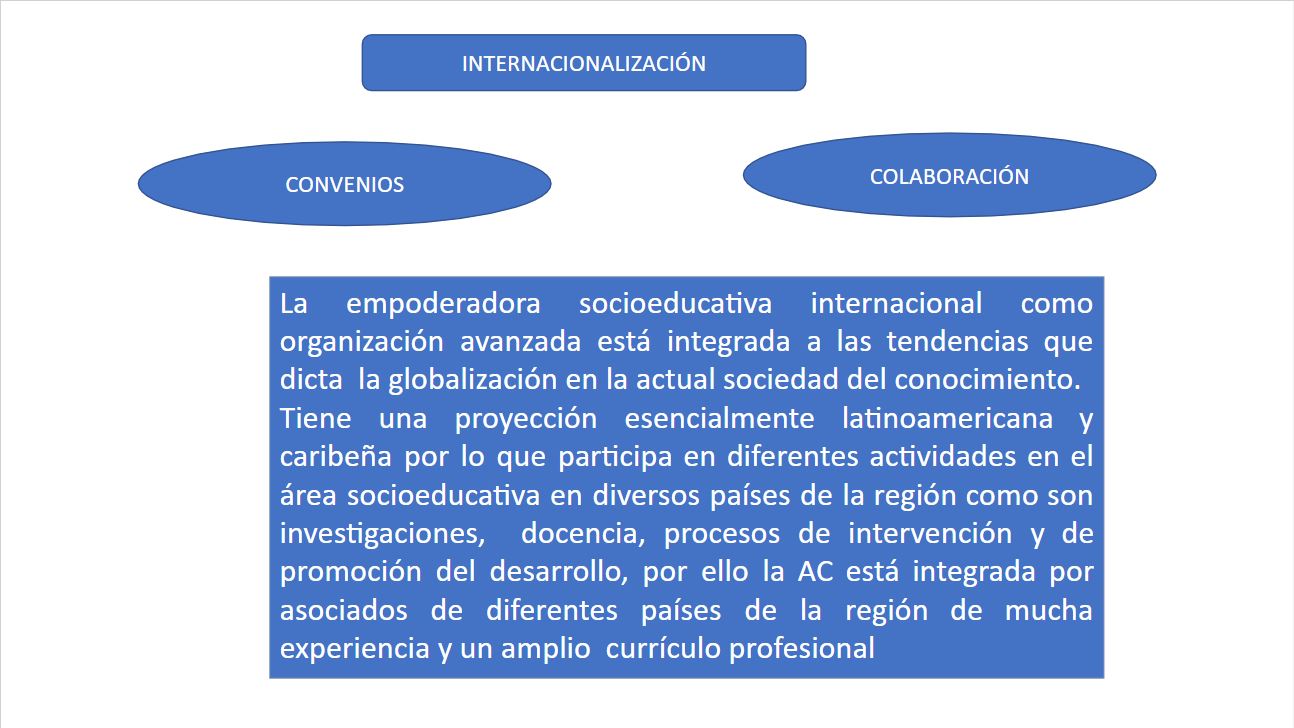 INTERNACIONALIZACIÓN
CONVENIOS
COLABORACIÓN
La empoderadora socioeducativa internacional como
organización avanzada está integrada a las tendencias que
dicta  la globalización en la actual sociedad del conocimiento.
Tiene una proyección esencialmente latinoamericana y
caribeña por lo que participa en diferentes actividades en el
área socioeducativa en diversos países de la región como son
investigaciones,  docencia, procesos de intervención y de
promoción del desarrollo, por ello la AC está integrada por
asociados de diferentes países de la región de mucha
experiencia y un amplio  currículo profesional